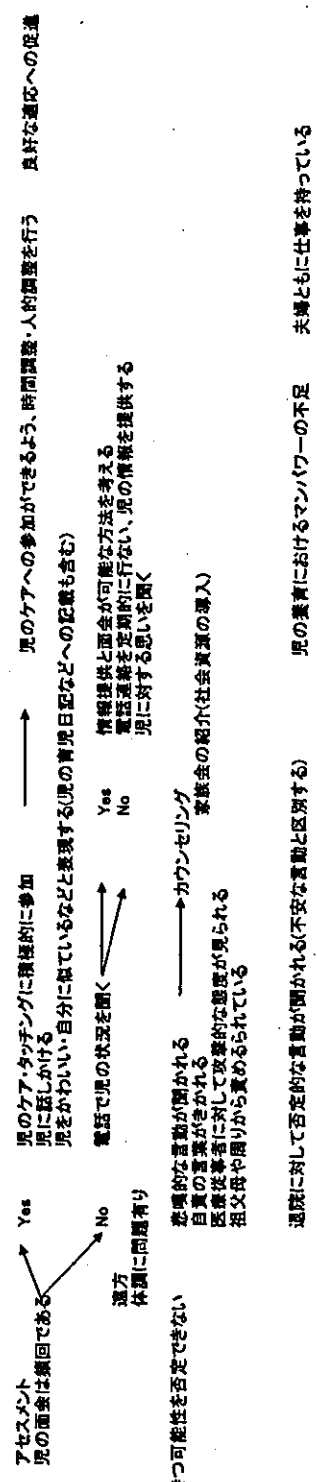 アセスメント
児の面会は頻回である
Yes
児のケア・タッチングに積極的に参加
児に話しかける
児をかわいい・自分に似ているなどと表現する(児の育児日記などへの記載も含む)
児のケアへの参加ができるよう、時間調整・人的調整を行う
良好な適応への促進
No
遠方
体調に問題有り
電話で児の状況を聞く
Yes
No
情報提供と面会が可能な方法を考える
電話連絡を定期的に行ない、児の情報を提供する
児に対する思いを聞く
つ可能性を否定できない
悲嘆的な言動が聞かれる
自責の言葉がきかれる
医療従事者に対して攻撃的な態度が見られる
祖父母や周りから責められている
カウンセリング
家族会の紹介(社会資源の導入)
退院に対して否定的な言動が聞かれる(不安な言動と区別する)
児の養育におけるマンパワーの不足
夫婦ともに仕事を持っている